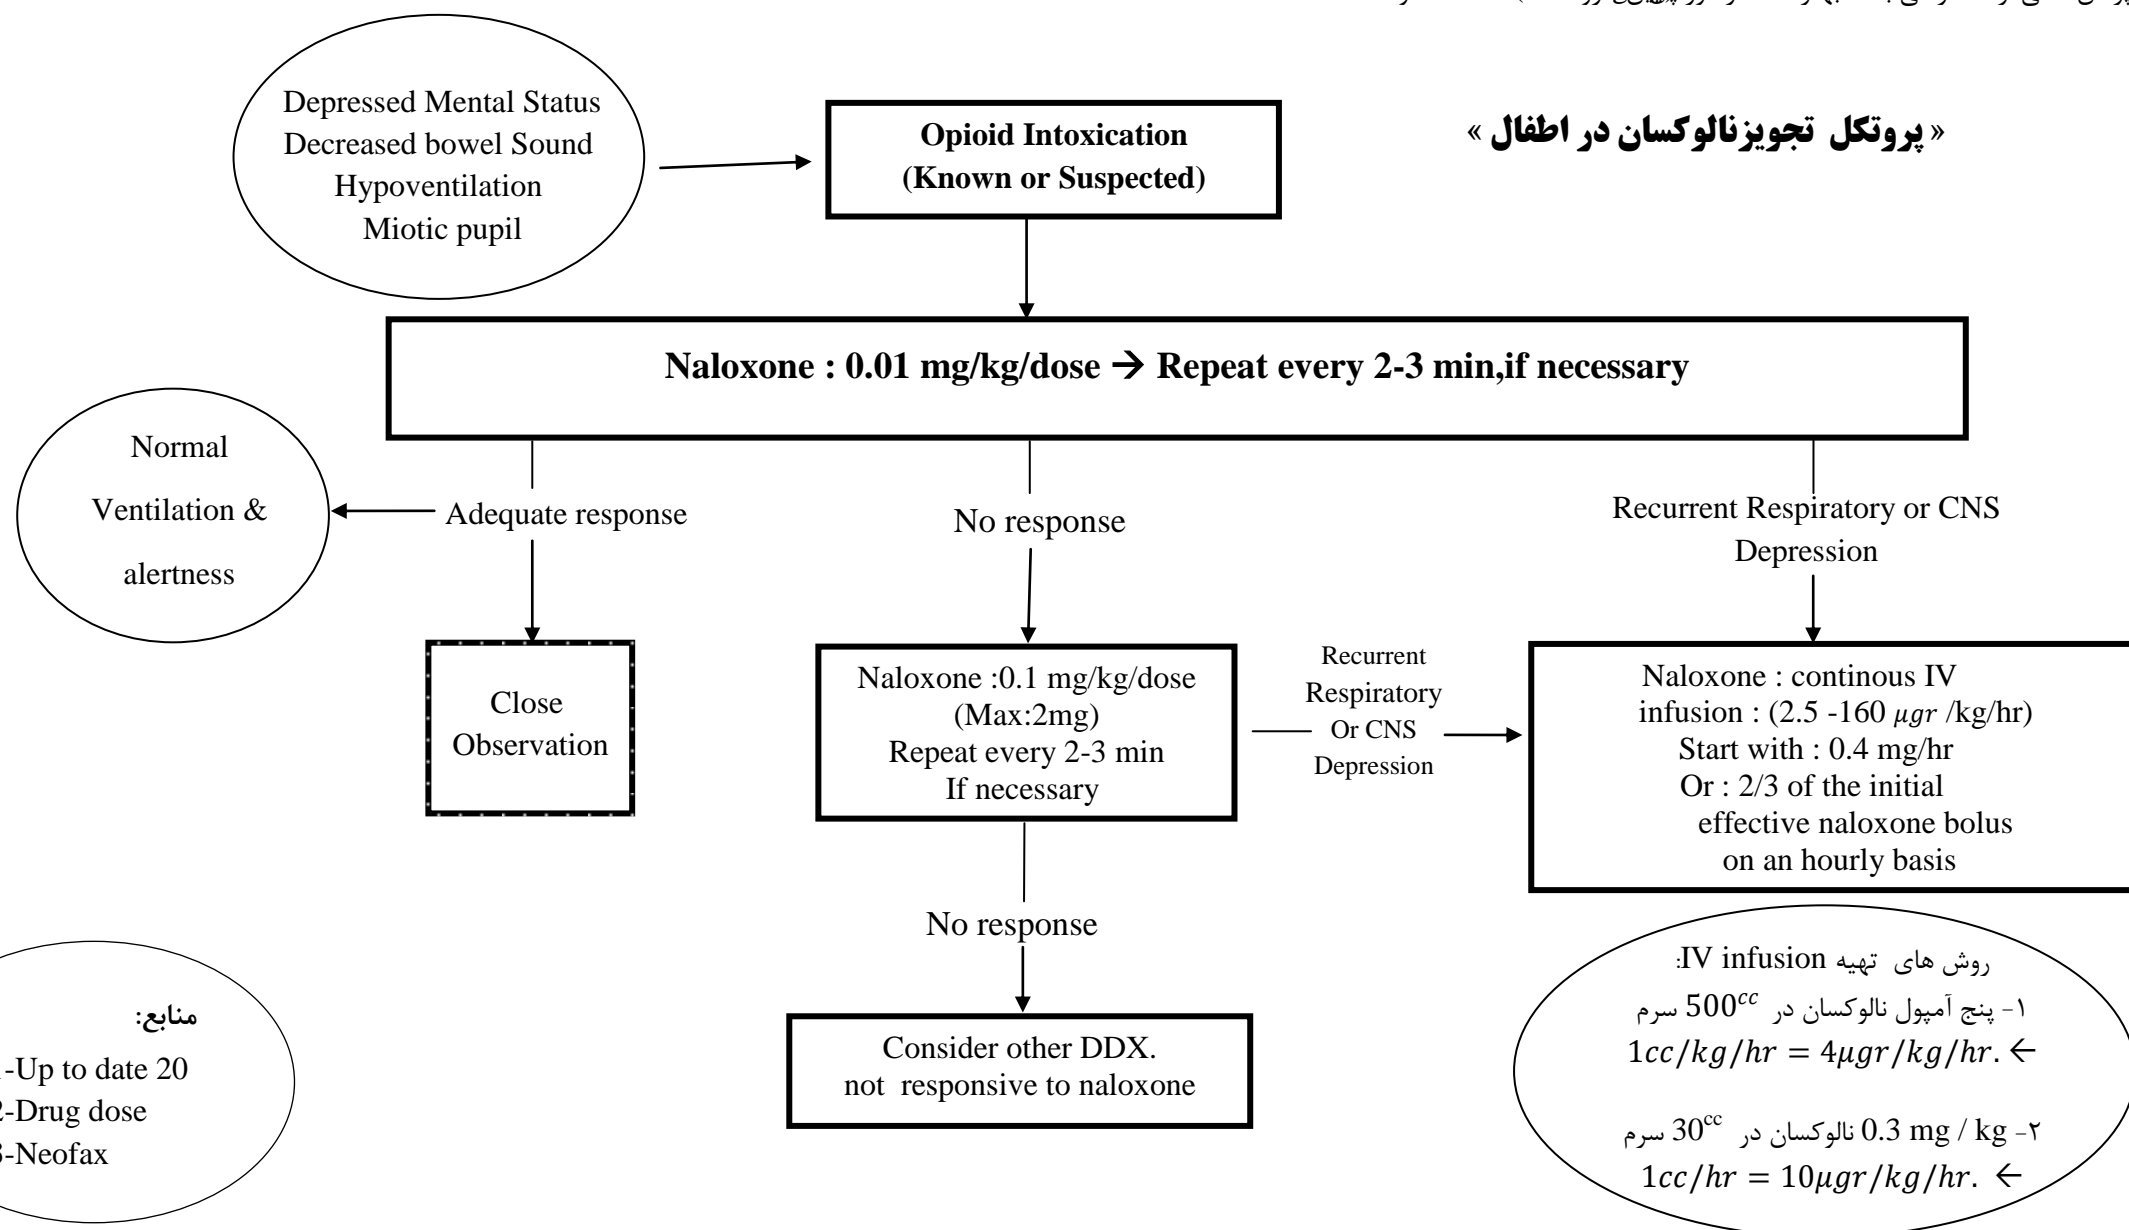 « پروتکل تجویزنالوکسان در اطفال »
Depressed Mental Status
Decreased bowel Sound
Hypoventilation
Miotic pupil
Opioid Intoxication
(Known or Suspected)
Naloxone : 0.01 mg/kg/dose → Repeat every 2-3 min,if necessary
Normal
Ventilation &
alertness
Adequate response
No response
Recurrent Respiratory or CNS
Depression
Close
Observation
Naloxone :0.1 mg/kg/dose
(Max:2mg)
Repeat every 2-3 min
If necessary
Recurrent
Respiratory
Or CNS
Depression
Naloxone : continous IV
infusion : (2.5 -160 μgr /kg/hr)
Start with : 0.4 mg/hr
Or : 2/3 of the initial
effective naloxone bolus
on an hourly basis
No response
Consider other DDX.
not responsive to naloxone
روش های تهیه IV infusion:
۱- پنج آمپول نالوکسان در 500cc سرم
1cc/kg/hr = 4μgr/kg/hr. ←
۲- 0.3 mg / kg نالوکسان در 30cc سرم
1cc/hr = 10μgr/kg/hr. ←
منابع:
-Up to date 20
2-Drug dose
3-Neofax